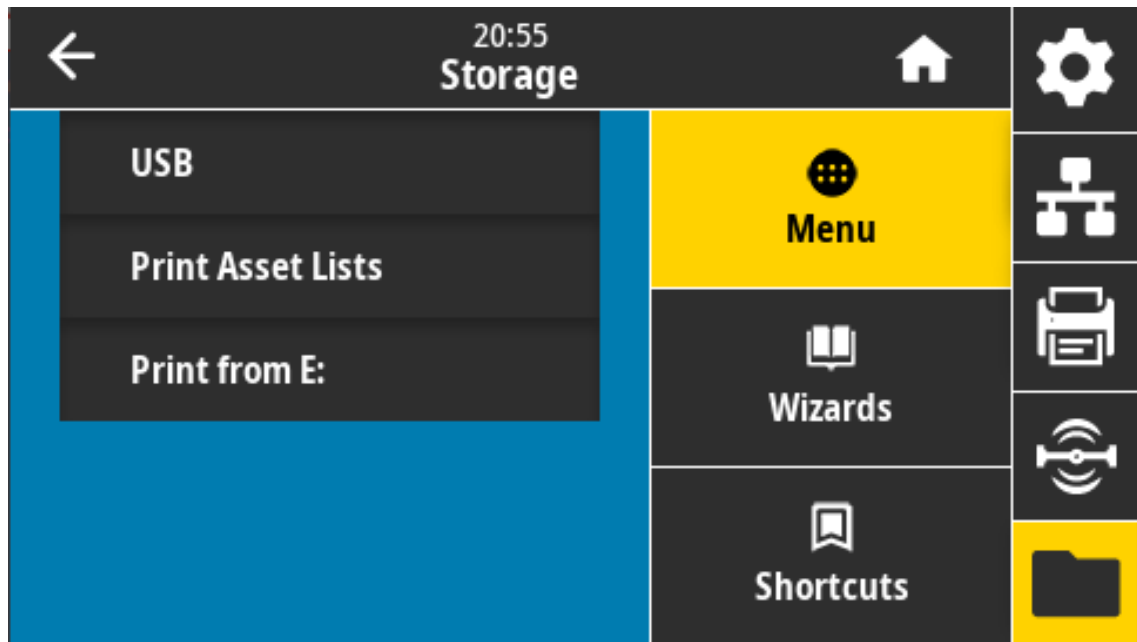 20:55
Storage
USB
Print Asset Lists
Print from E:
Menu
Wizards
Shortcuts